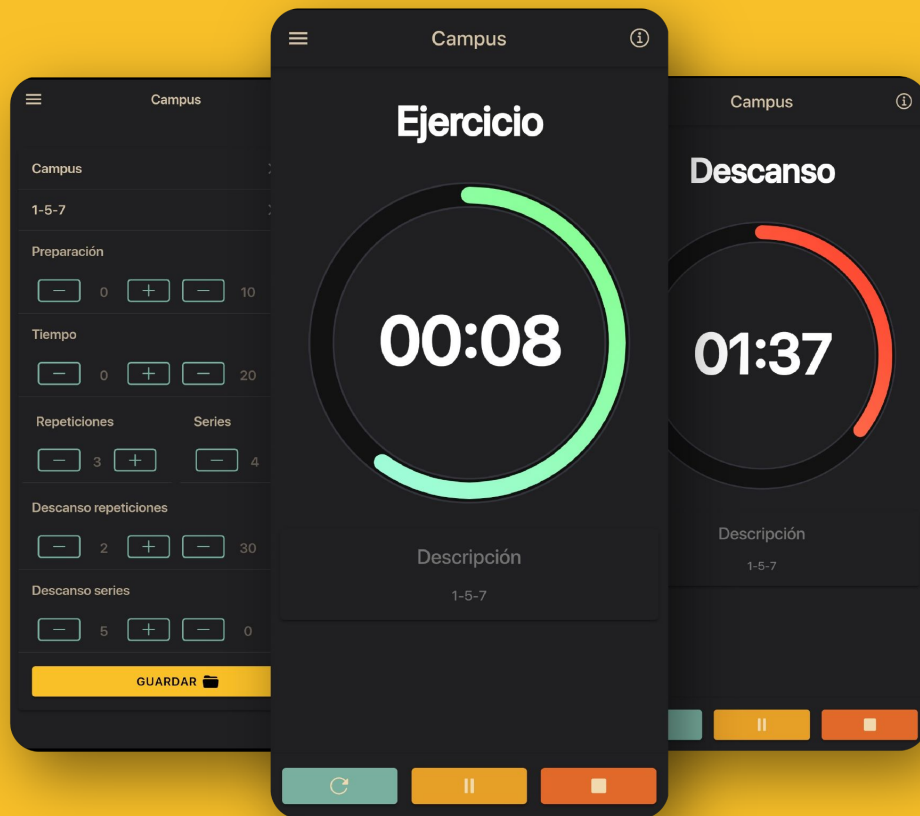 Campus
Campus
1-5-7
Preparación
0 10
Tiempo
0 20
Repeticiones Series
3 4
Descanso repeticiones
2 30
Descanso series
5 0
GUARDAR
Campus
Ejercicio
00:08
Descripción
1-5-7
Campus
Descanso
01:37
Descripción
1-5-7